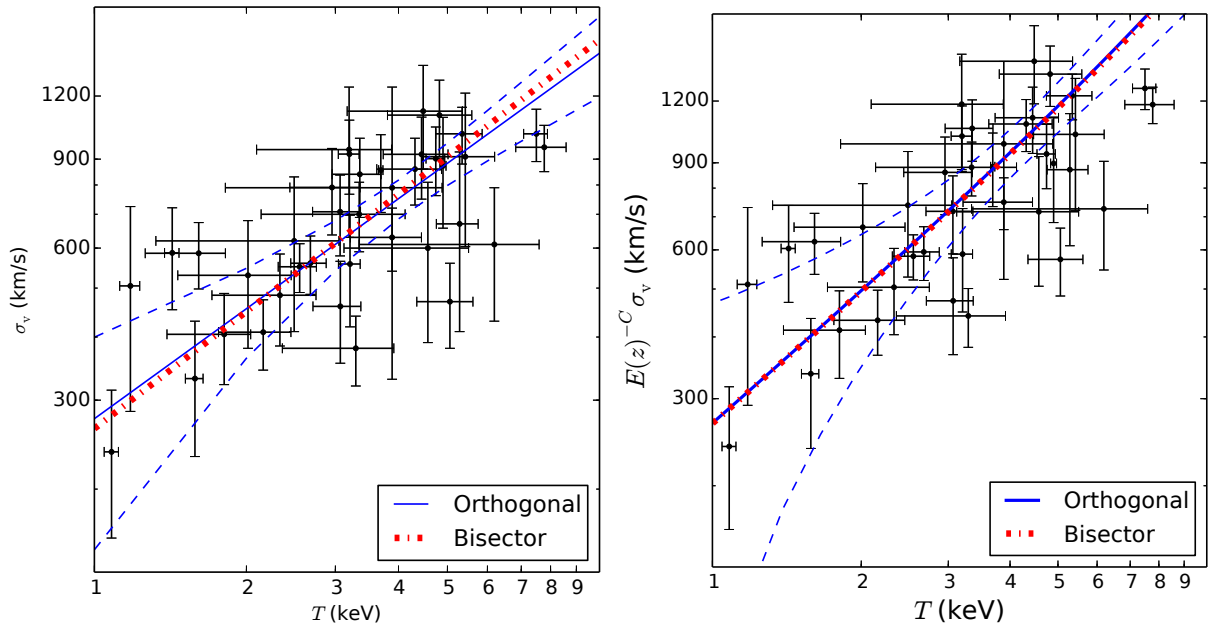 1200
900
600
300
σᵥ (km/s)
1 2 3 4 5 6 7 8 9
T (keV)
Orthogonal
Bisector
1200
900
600
300
E(z)⁻ᶜ σᵥ (km/s)
1 2 3 4 5 6 7 8 9
T (keV)
Orthogonal
Bisector